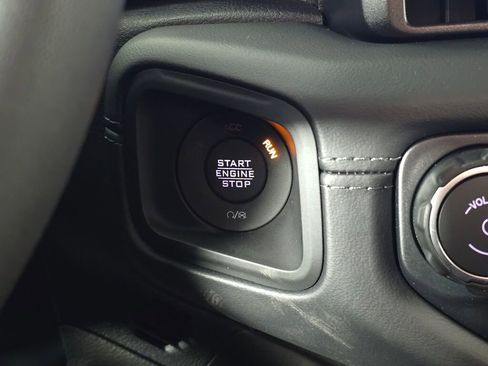 ACC
RUN
START
ENGINE
STOP
VOL